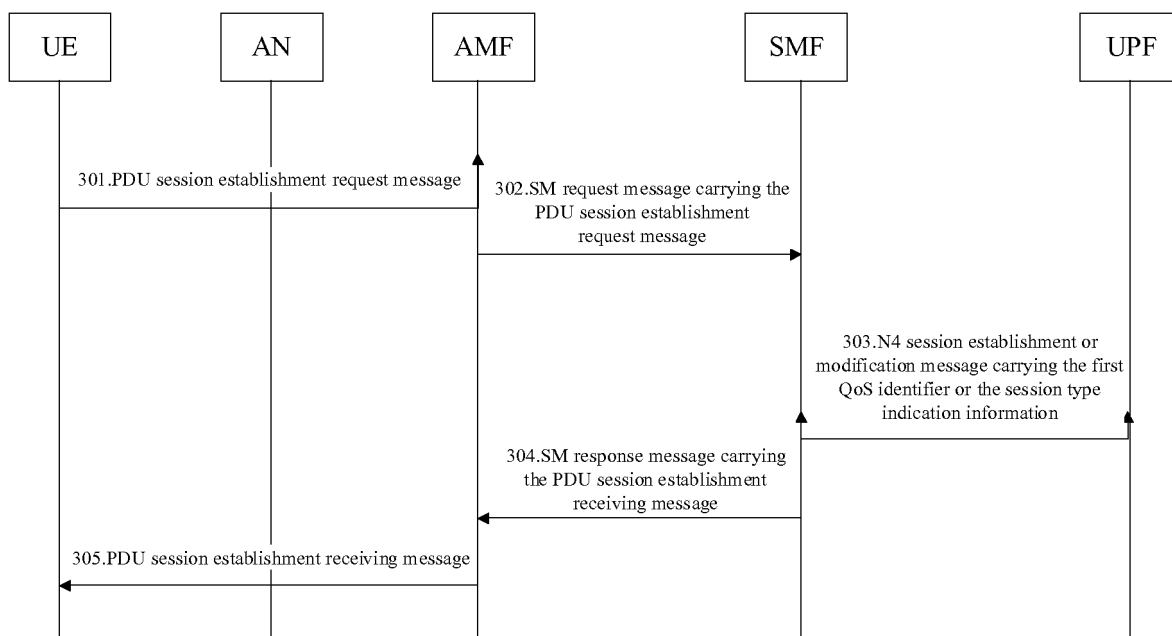 UE
AN
AMF
SMF
UPF
301.PDU session establishment request message
302.SM request message carrying the
PDU session establishment
request message
303.N4 session establishment or
modification message carrying the first
QoS identifier or the session type
indication information
304.SM response message carrying
the PDU session establishment
receiving message
305.PDU session establishment receiving message